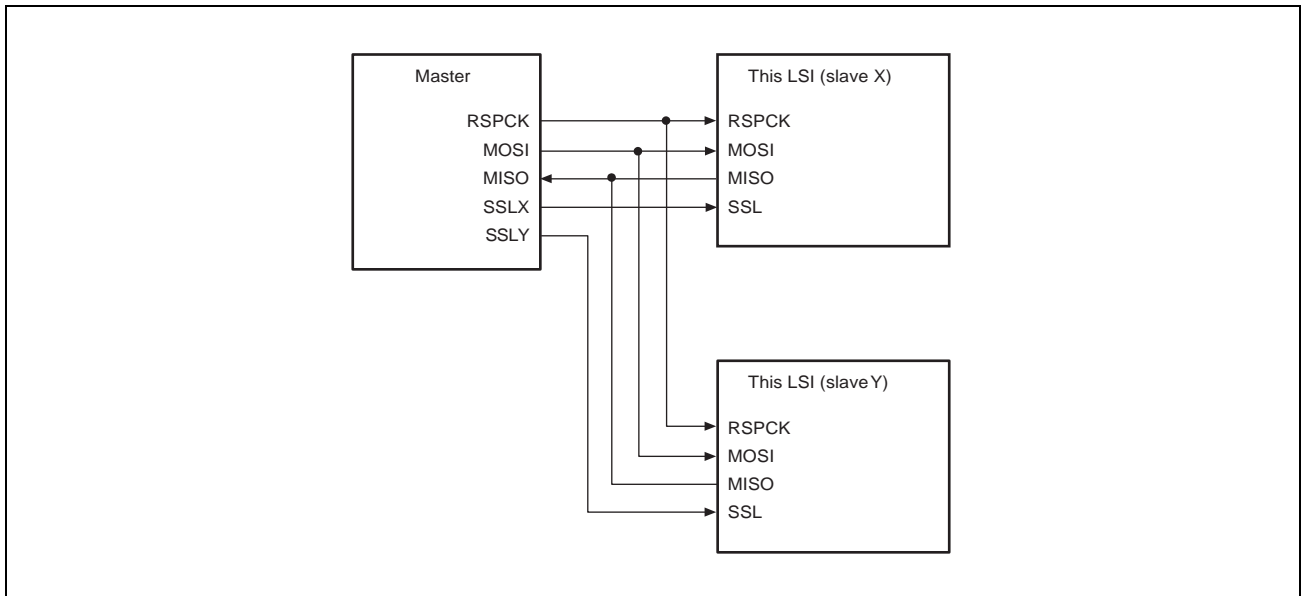 Master
RSPCK
MOSI
MISO
SSLX
SSLY
This LSI (slave X)
RSPCK
MOSI
MISO
SSL
This LSI (slave Y)
RSPCK
MOSI
MISO
SSL